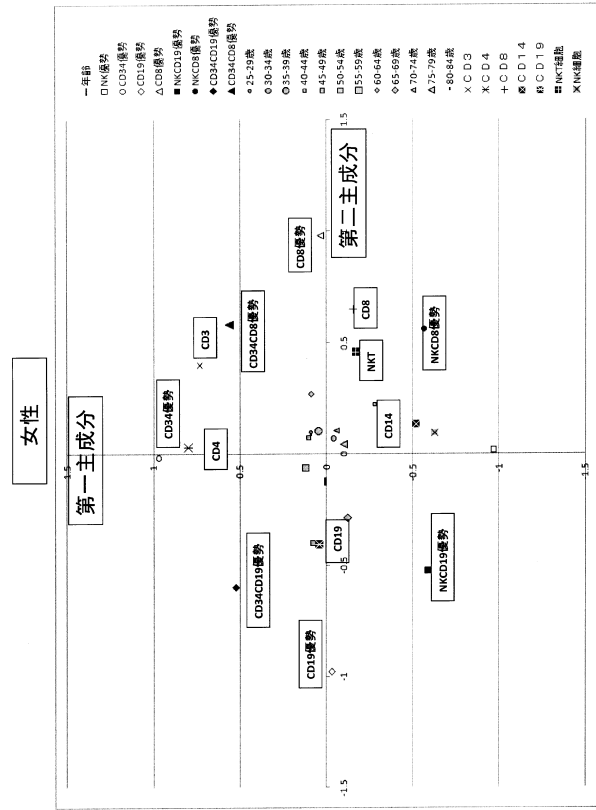 女性
第一主成分
第二主成分
CD34優勢
CD3
CD4
CD34CD8優勢
CD34CD19優勢
CD8優勢
CD19優勢
CD19
CD8
NKT
CD14
NKCD8優勢
NKCD19優勢
1.5
1
0.5
0
-0.5
-1
-1.5
-1.5
-1
-0.5
0.5
1.5
年齢
NK優勢
CD34優勢
CD19優勢
CD8優勢
NKCD19優勢
NKCD8優勢
CD34CD19優勢
CD34CD8優勢
25-29歳
30-34歳
35-39歳
40-44歳
45-49歳
50-54歳
55-59歳
60-64歳
65-69歳
70-74歳
75-79歳
80-84歳
CD3
CD4
CD8
CD14
CD19
NKT細胞
NK細胞